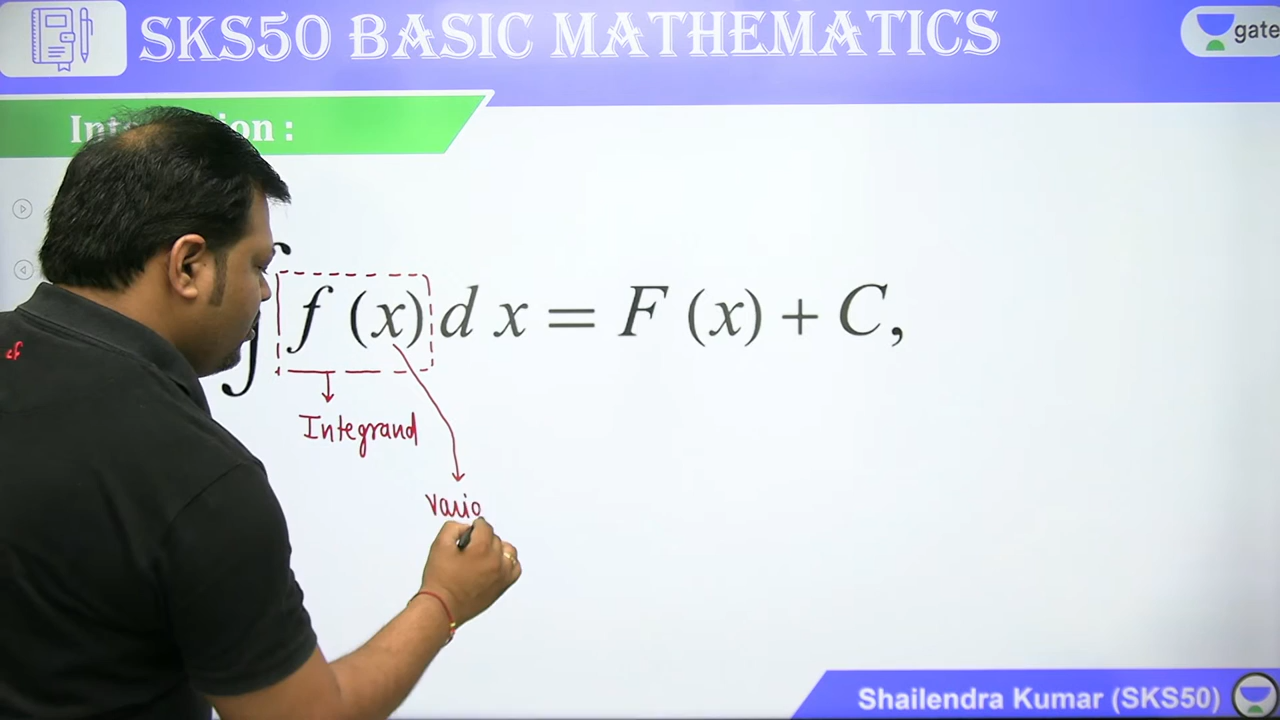 SKS50 BASIC MATHEMATICS
gate
∫ f (x) d x = F (x) + C,
Integrand
Vario
Shailendra Kumar (SKS50)